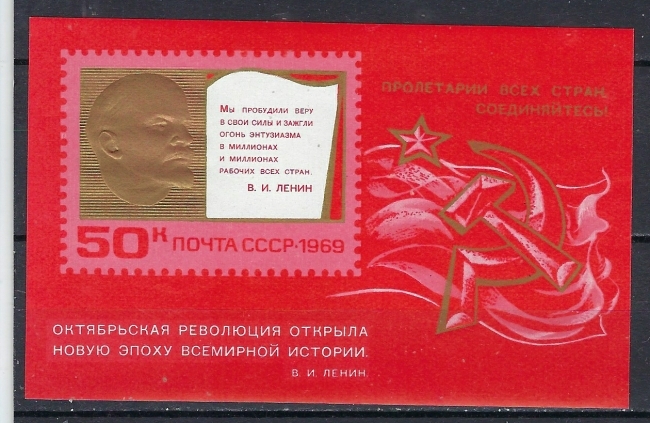 Мы пробудили веру
в свои силы и зажгли
огонь энтузиазма
в миллионах
и миллионах
рабочих всех стран.
В. И. ЛЕНИН
50 к ПОЧТА СССР·1969
ПРОЛЕТАРИИ ВСЕХ СТРАН,
СОЕДИНЯЙТЕСЬ!
ОКТЯБРЬСКАЯ РЕВОЛЮЦИЯ ОТКРЫЛА
НОВУЮ ЭПОХУ ВСЕМИРНОЙ ИСТОРИИ.
В. И. ЛЕНИН.